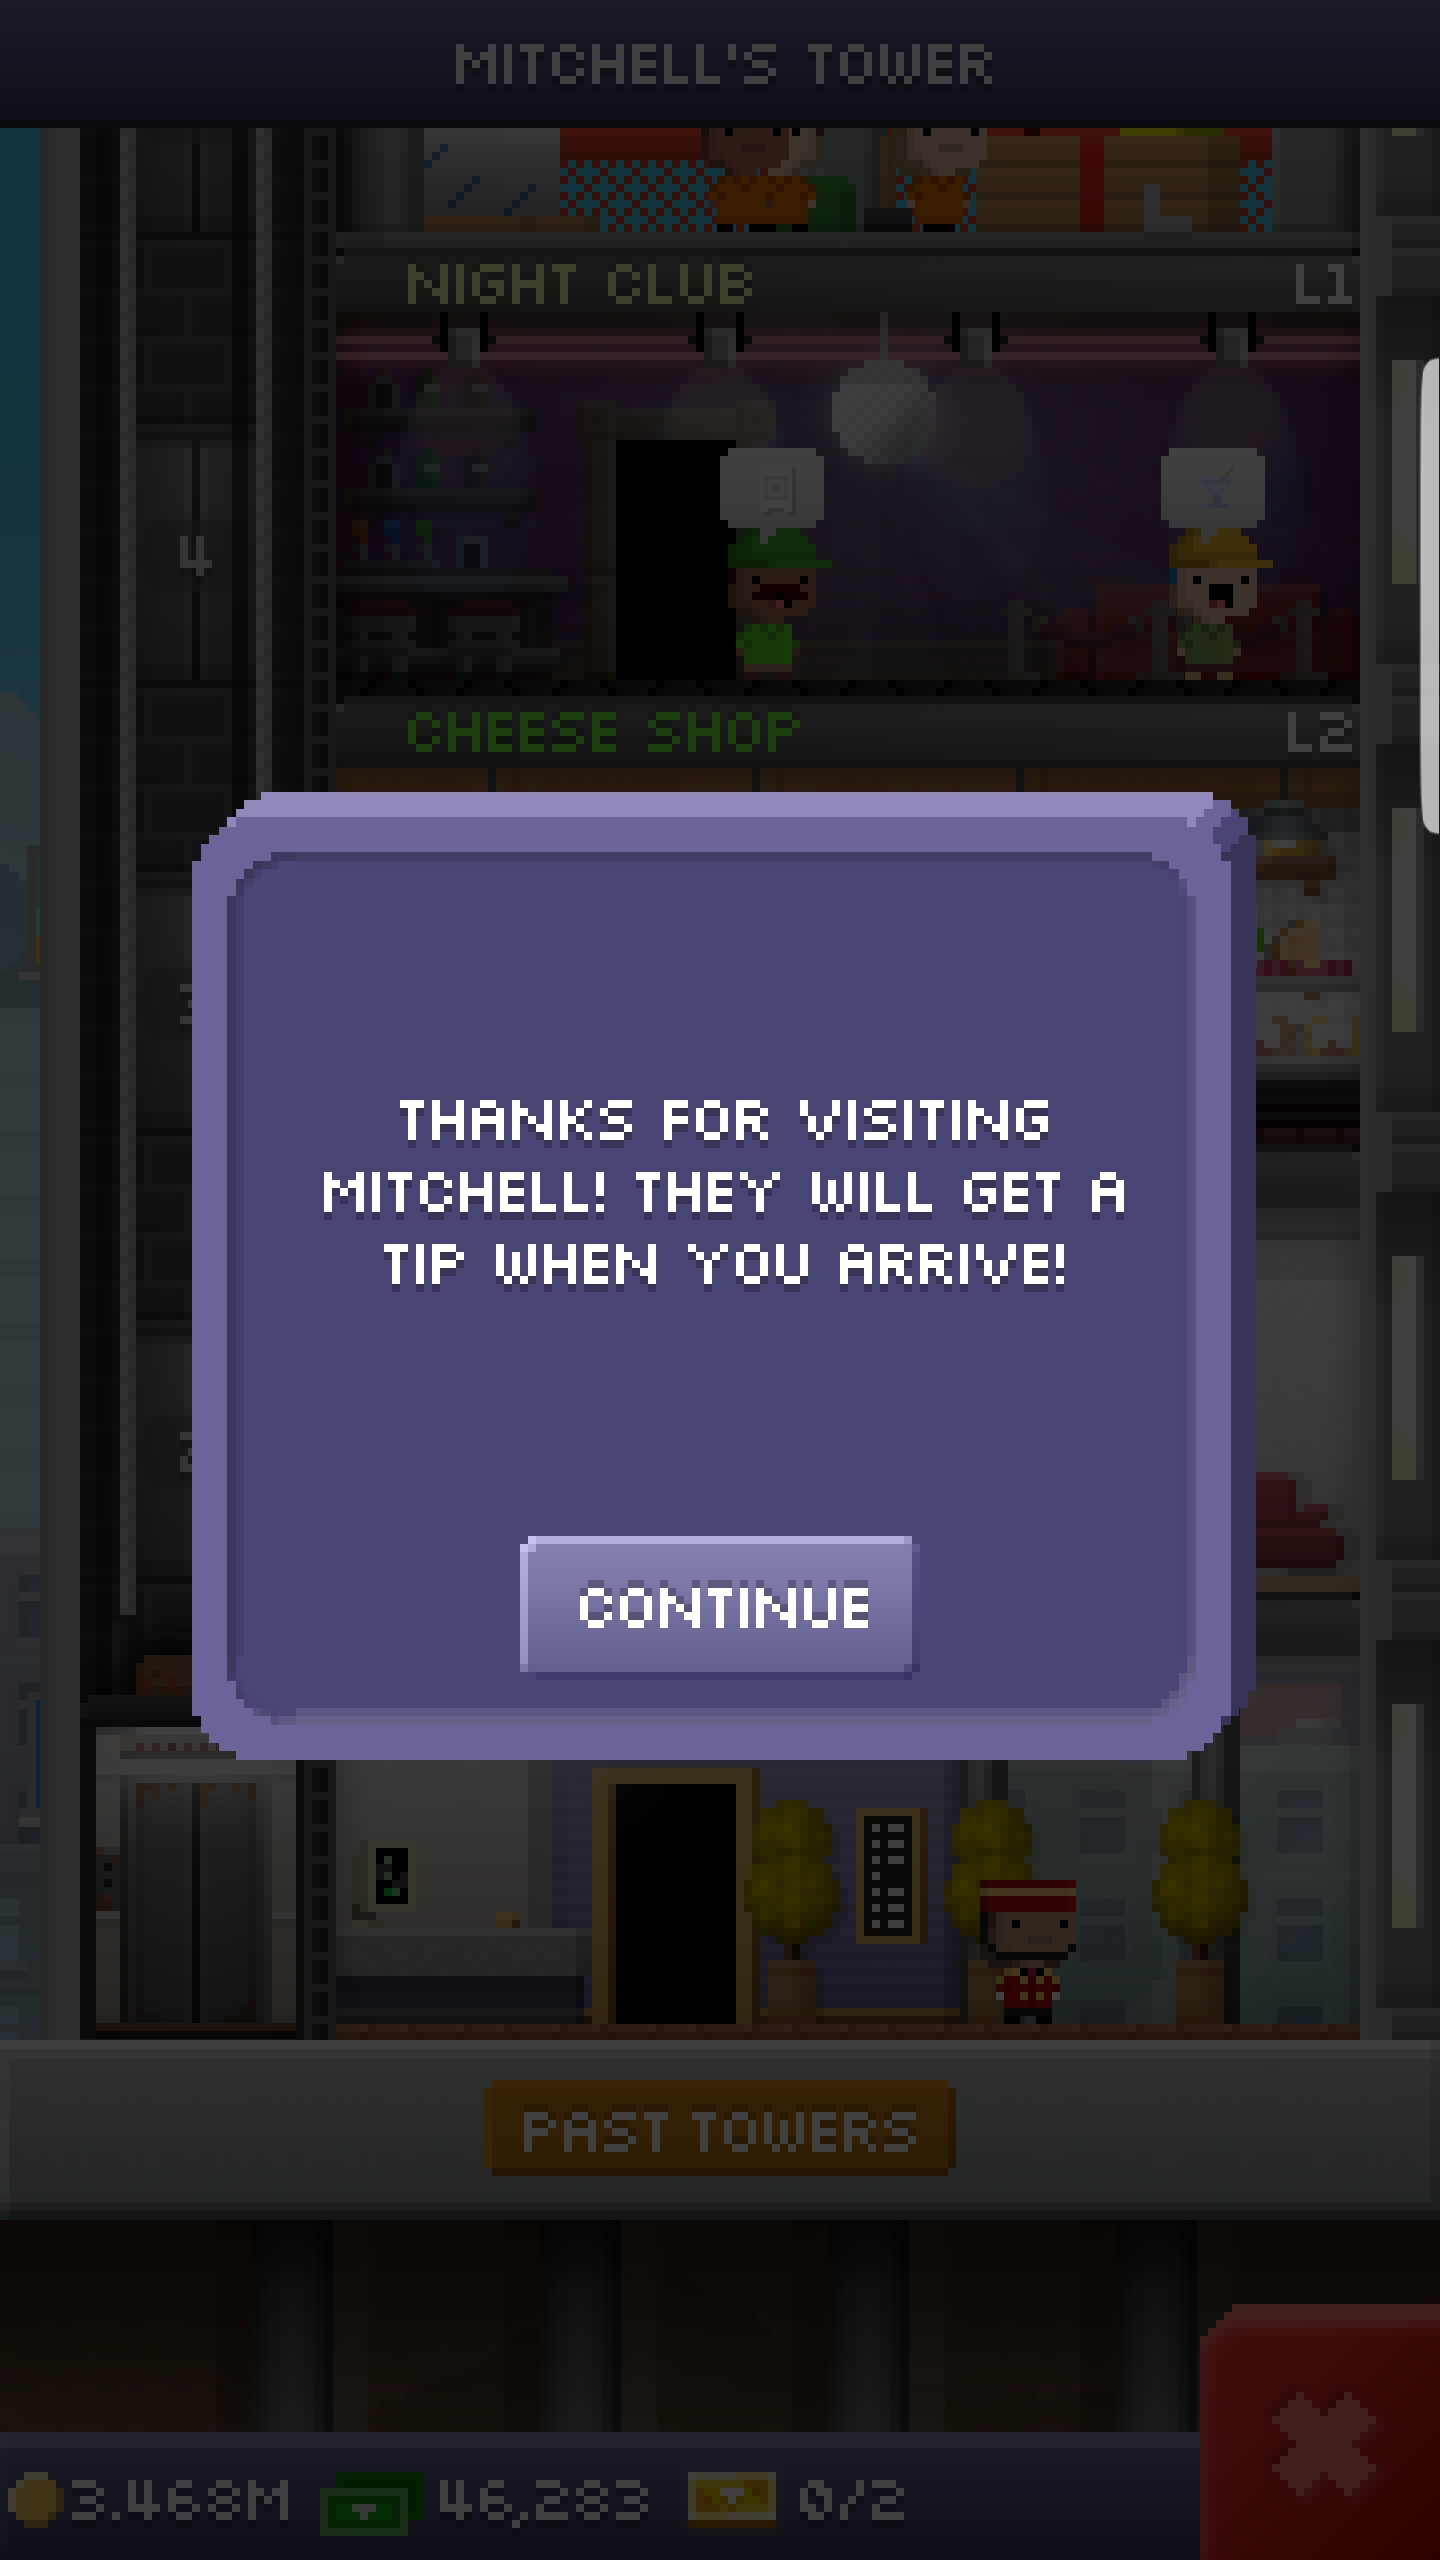 MITCHELL'S TOWER
NIGHT CLUB L1
4
CHEESE SHOP L2
THANKS FOR VISITING
MITCHELL! THEY WILL GET A
TIP WHEN YOU ARRIVE!
CONTINUE
PAST TOWERS
3.468M 46,283 0/2